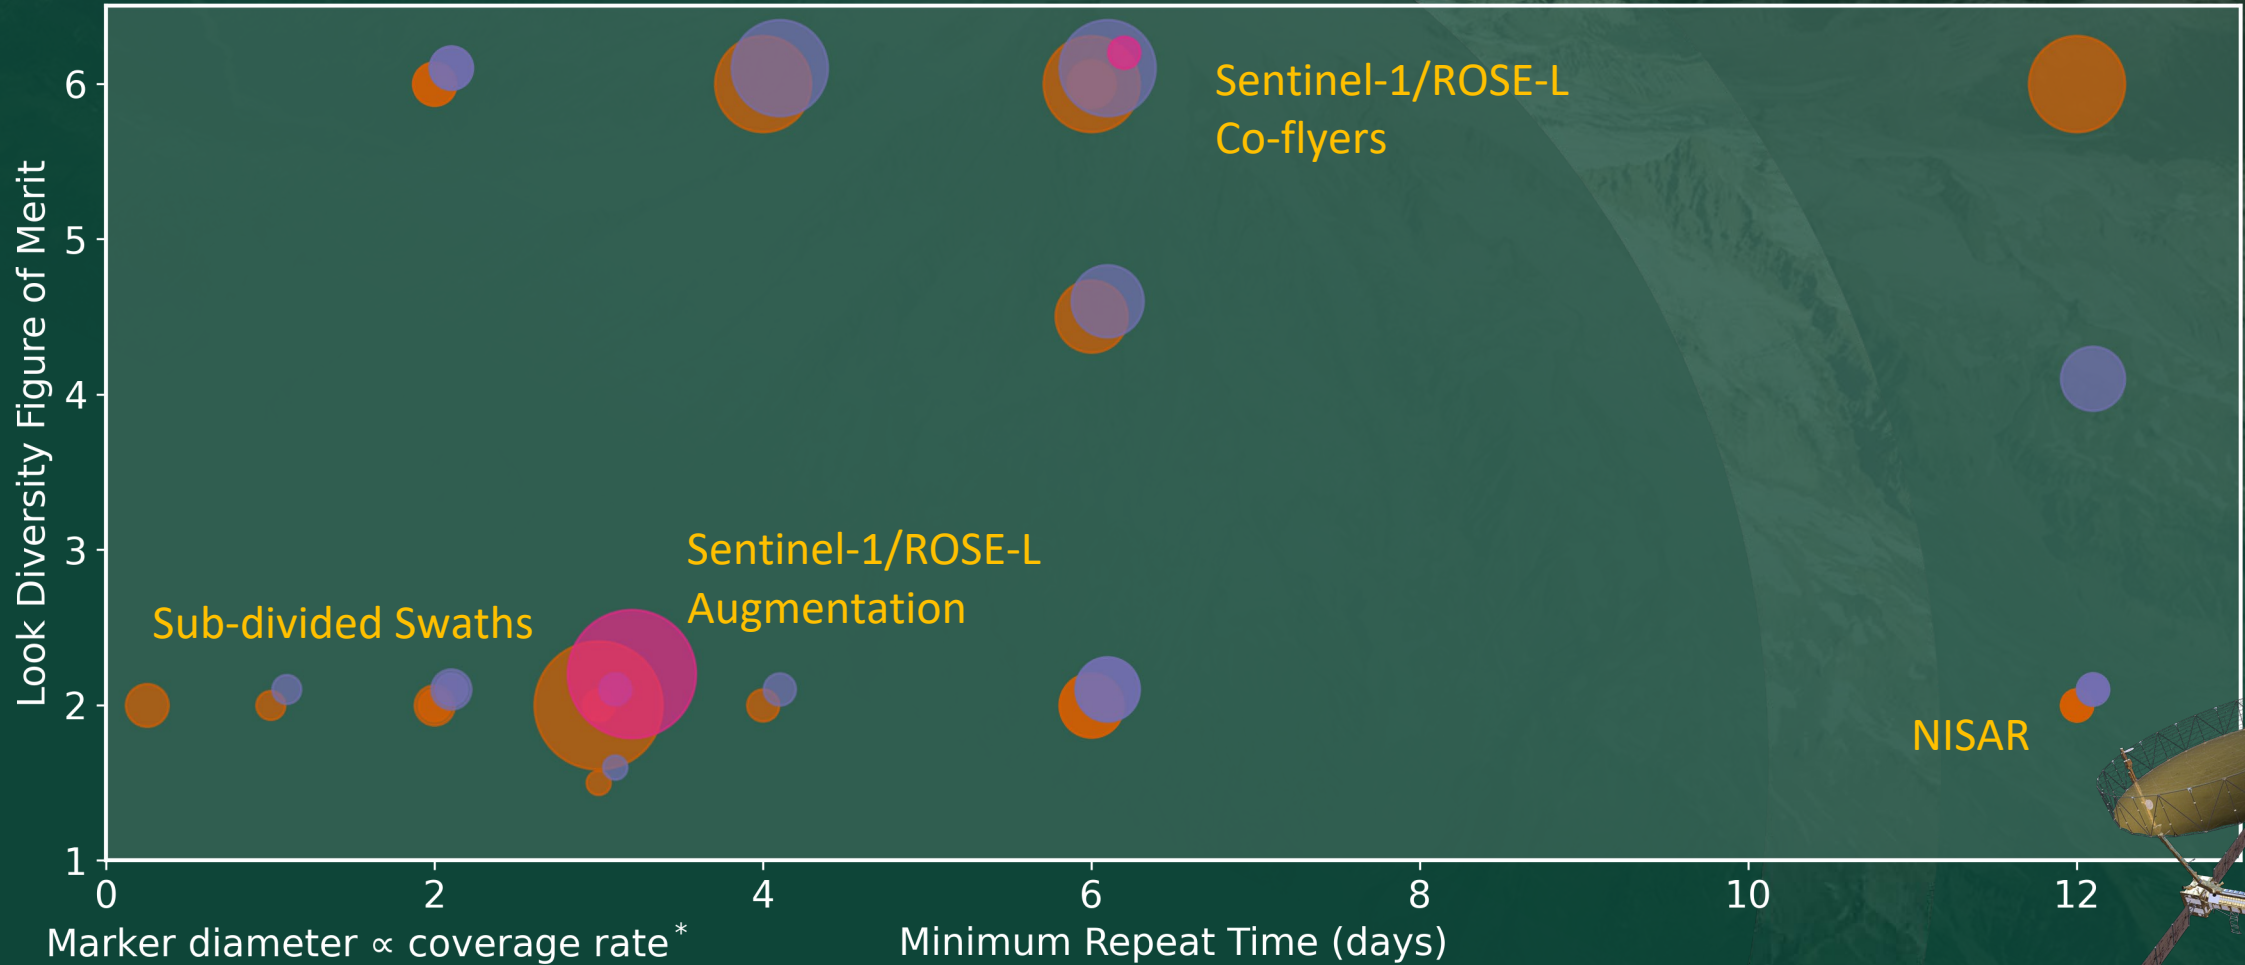 Look Diversity Figure of Merit
6
5
4
3
2
1
Sentinel-1/ROSE-L
Co-flyers
Sentinel-1/ROSE-L
Augmentation
Sub-divided Swaths
NISAR
0 2 4 6 8 10 12
Marker diameter ∝ coverage rate*
Minimum Repeat Time (days)